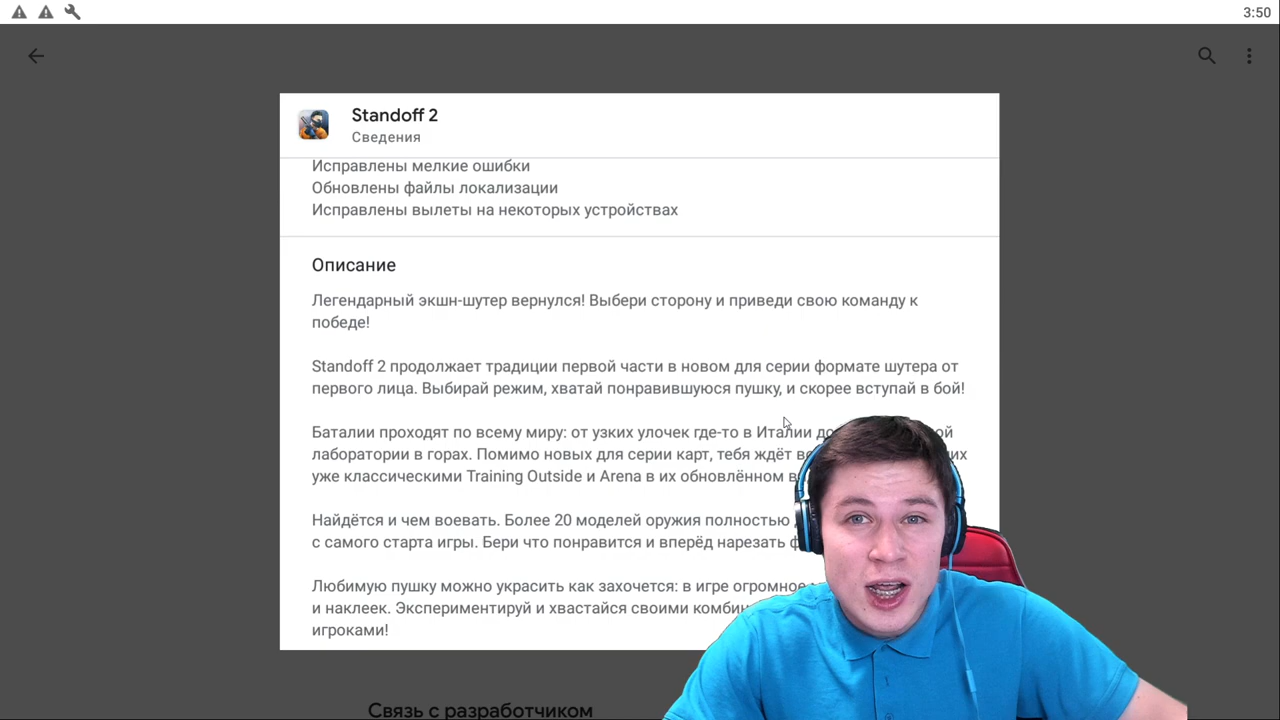 3:50
Standoff 2
Сведения
Исправлены мелкие ошибки
Обновлены файлы локализации
Исправлены вылеты на некоторых устройствах
Описание
Легендарный экшн-шутер вернулся! Выбери сторону и приведи свою команду к
победе!
Standoff 2 продолжает традиции первой части в новом для серии формате шутера от
первого лица. Выбирай режим, хватай понравившуюся пушку, и скорее вступай в бой!
Баталии проходят по всему миру: от узких улочек где-то в Италии
лаборатории в горах. Помимо новых для серии карт, тебя ждёт
уже классическими Training Outside и Arena в их обновлённом
Найдётся и чем воевать. Более 20 моделей оружия полностью
с самого старта игры. Бери что понравится и вперёд нарезать
Любимую пушку можно украсить как захочется: в игре огромное
и наклеек. Экспериментируй и хвастайся своими
игроками!
Связь с разработчиком